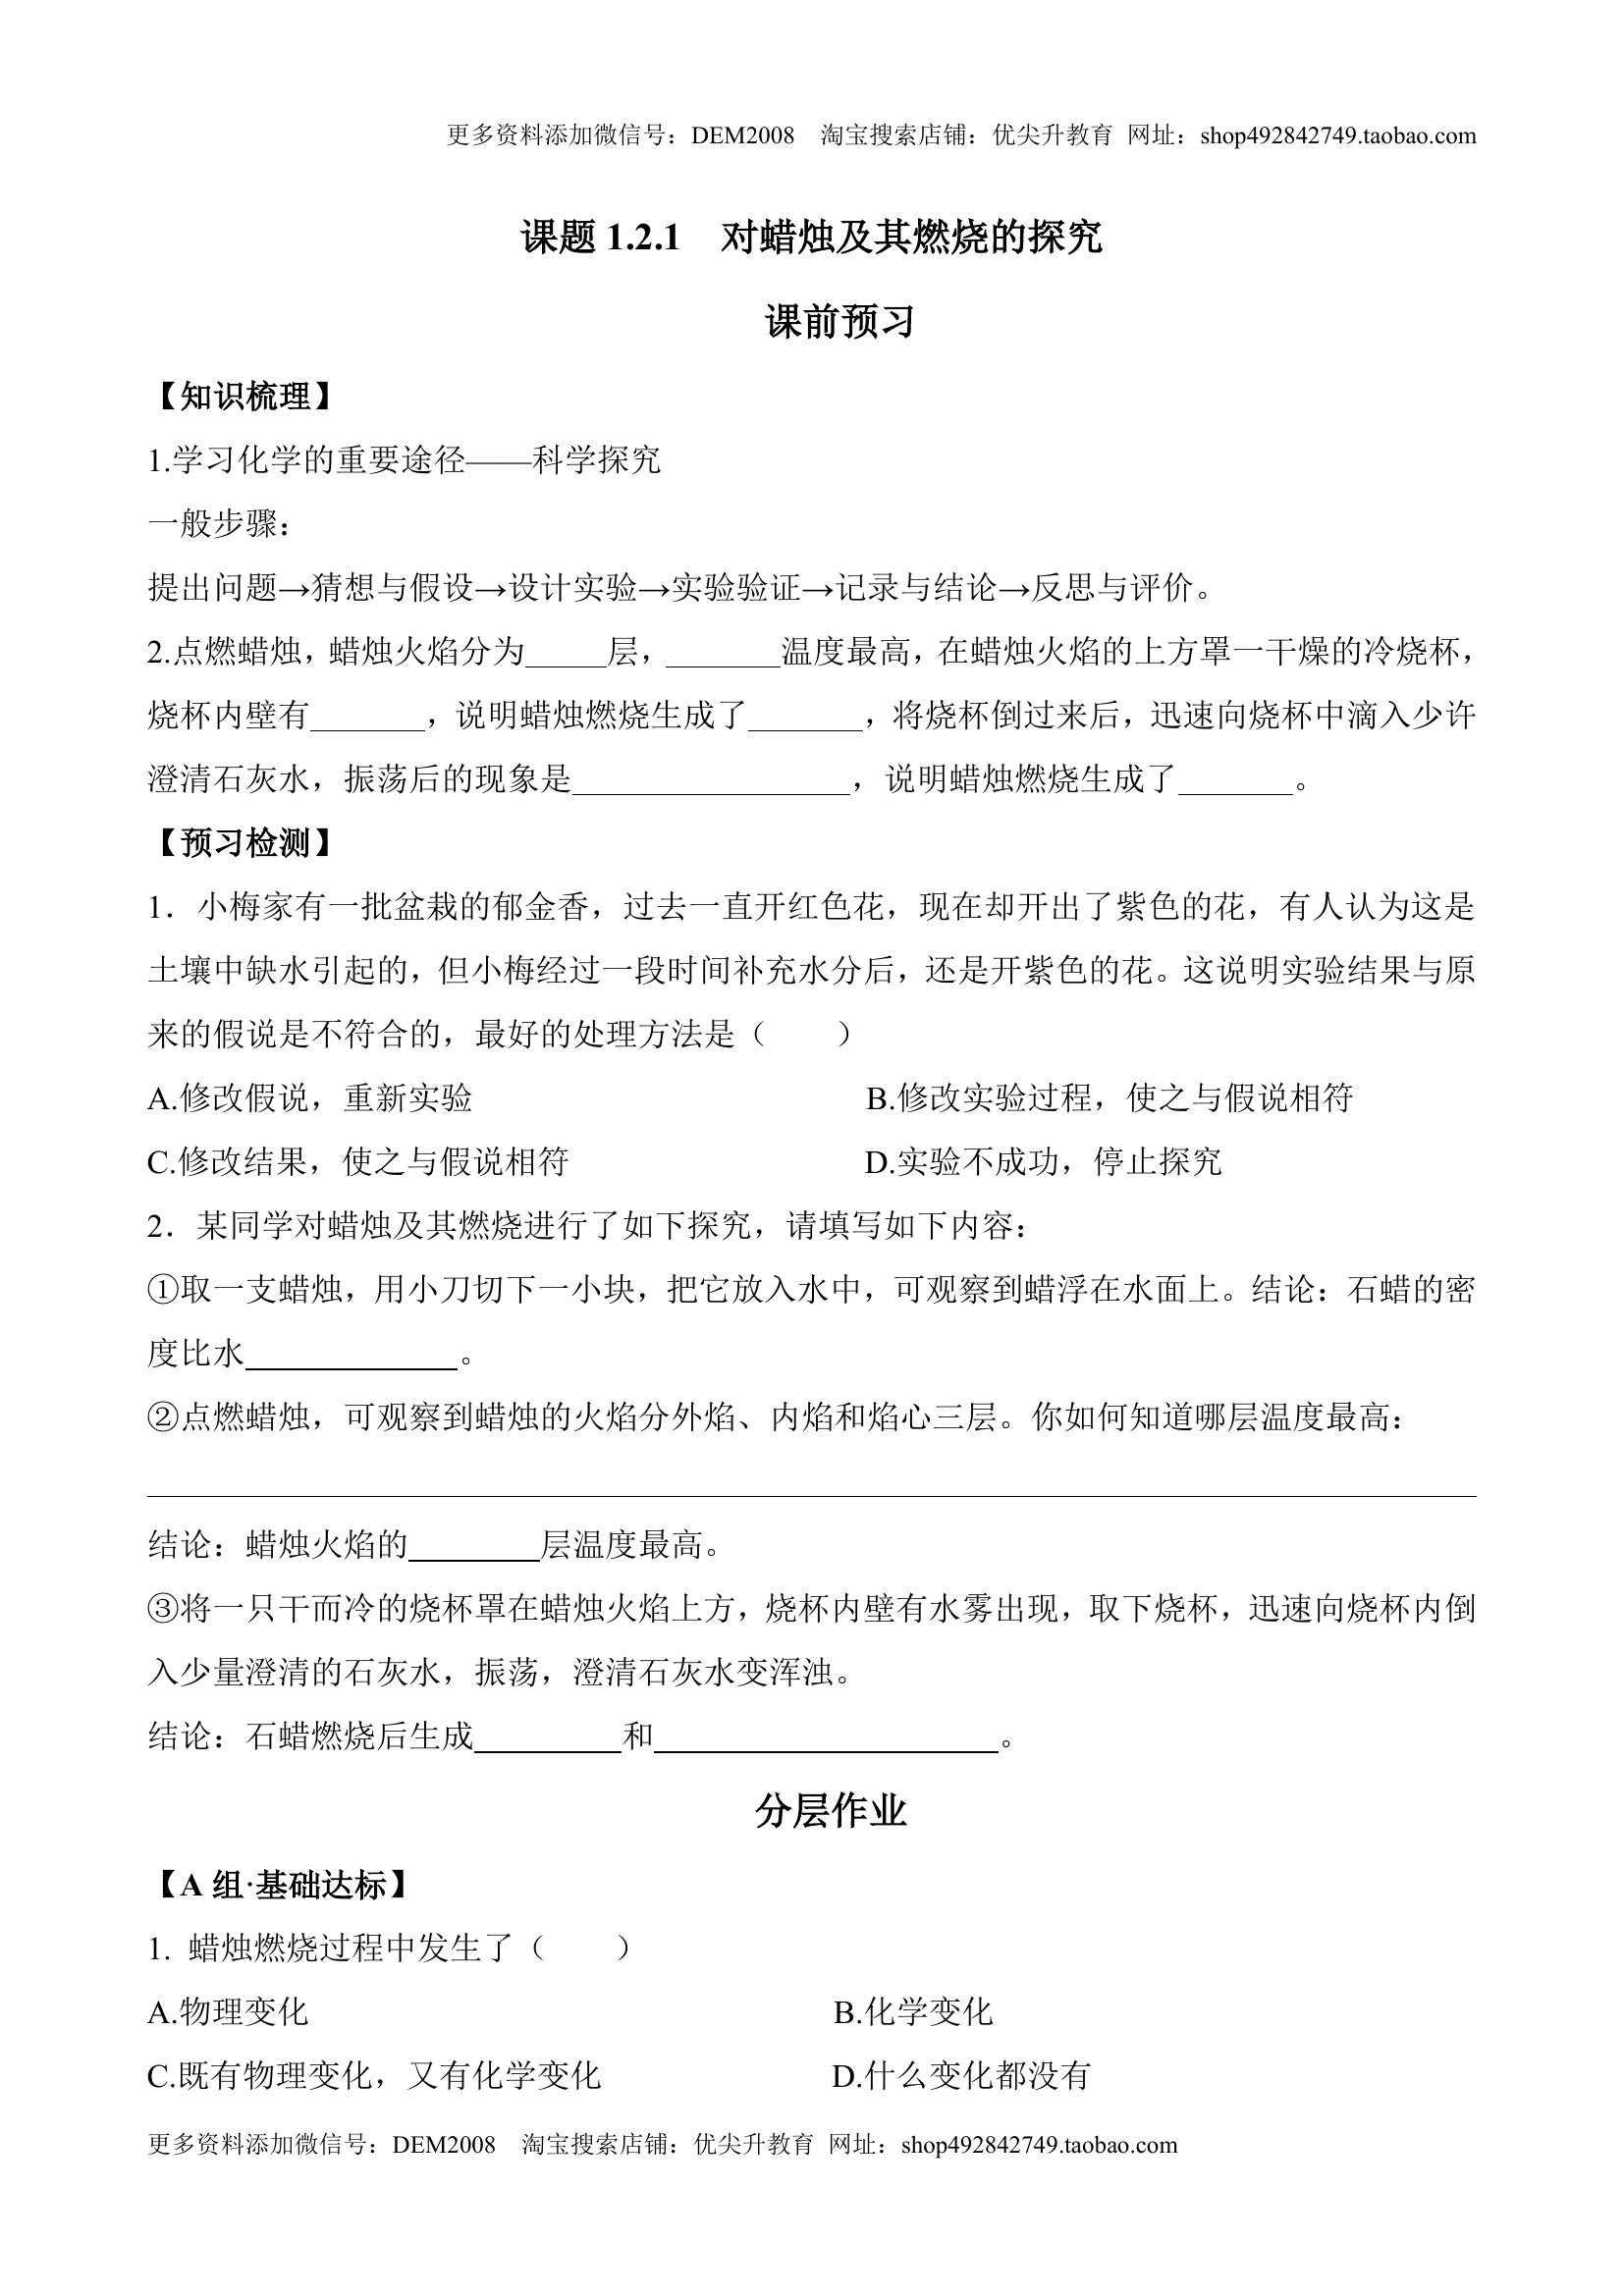 更多资料添加微信号：DEM2008　淘宝搜索店铺：优尖升教育 网址：shop492842749.taobao.com
课题 1.2.1　对蜡烛及其燃烧的探究
课前预习
【知识梳理】
1.学习化学的重要途径——科学探究
一般步骤：
提出问题→猜想与假设→设计实验→实验验证→记录与结论→反思与评价。
2.点燃蜡烛，蜡烛火焰分为_____层，_______温度最高，在蜡烛火焰的上方罩一干燥的冷烧杯，
烧杯内壁有_______，说明蜡烛燃烧生成了_______，将烧杯倒过来后，迅速向烧杯中滴入少许
澄清石灰水，振荡后的现象是_________________，说明蜡烛燃烧生成了_______。
【预习检测】
1．小梅家有一批盆栽的郁金香，过去一直开红色花，现在却开出了紫色的花，有人认为这是
土壤中缺水引起的，但小梅经过一段时间补充水分后，还是开紫色的花。这说明实验结果与原
来的假说是不符合的，最好的处理方法是（　　）
A.修改假说，重新实验　　B.修改实验过程，使之与假说相符
C.修改结果，使之与假说相符　　D.实验不成功，停止探究
2．某同学对蜡烛及其燃烧进行了如下探究，请填写如下内容：
①取一支蜡烛，用小刀切下一小块，把它放入水中，可观察到蜡浮在水面上。结论：石蜡的密
度比水_____________。
②点燃蜡烛，可观察到蜡烛的火焰分外焰、内焰和焰心三层。你如何知道哪层温度最高：
结论：蜡烛火焰的________层温度最高。
③将一只干而冷的烧杯罩在蜡烛火焰上方，烧杯内壁有水雾出现，取下烧杯，迅速向烧杯内倒
入少量澄清的石灰水，振荡，澄清石灰水变浑浊。
结论：石蜡燃烧后生成_________和_____________________。
分层作业
【A 组·基础达标】
1. 蜡烛燃烧过程中发生了（　　）
A.物理变化　　B.化学变化
C.既有物理变化，又有化学变化　　D.什么变化都没有
更多资料添加微信号：DEM2008　淘宝搜索店铺：优尖升教育 网址：shop492842749.taobao.com